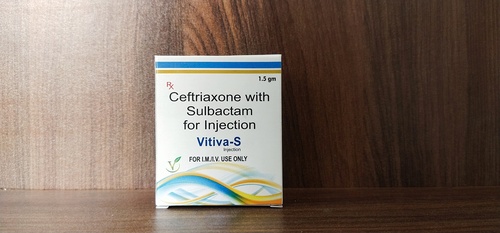 1.5 gm
Rx
Ceftriaxone with
Sulbactam
for Injection
Vitiva-S
Injection
FOR I.M./I.V. USE ONLY